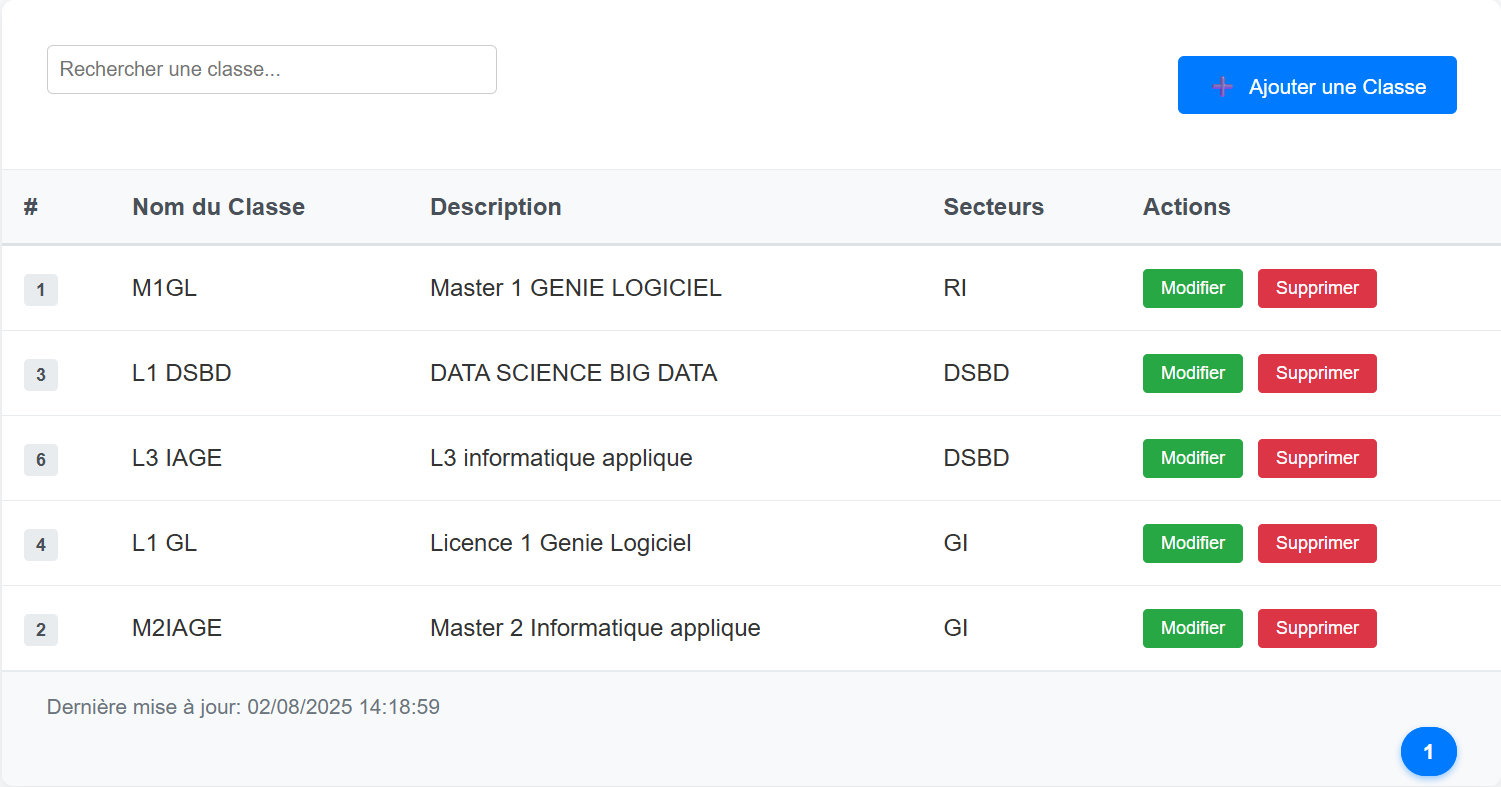 Rechercher une classe...
➕ Ajouter une Classe
# Nom du Classe Description Secteurs Actions
1 M1GL Master 1 GENIE LOGICIEL RI Modifier Supprimer
3 L1 DSBD DATA SCIENCE BIG DATA DSBD Modifier Supprimer
6 L3 IAGE L3 informatique applique DSBD Modifier Supprimer
4 L1 GL Licence 1 Genie Logiciel GI Modifier Supprimer
2 M2IAGE Master 2 Informatique applique GI Modifier Supprimer
Dernière mise à jour: 02/08/2025 14:18:59
1